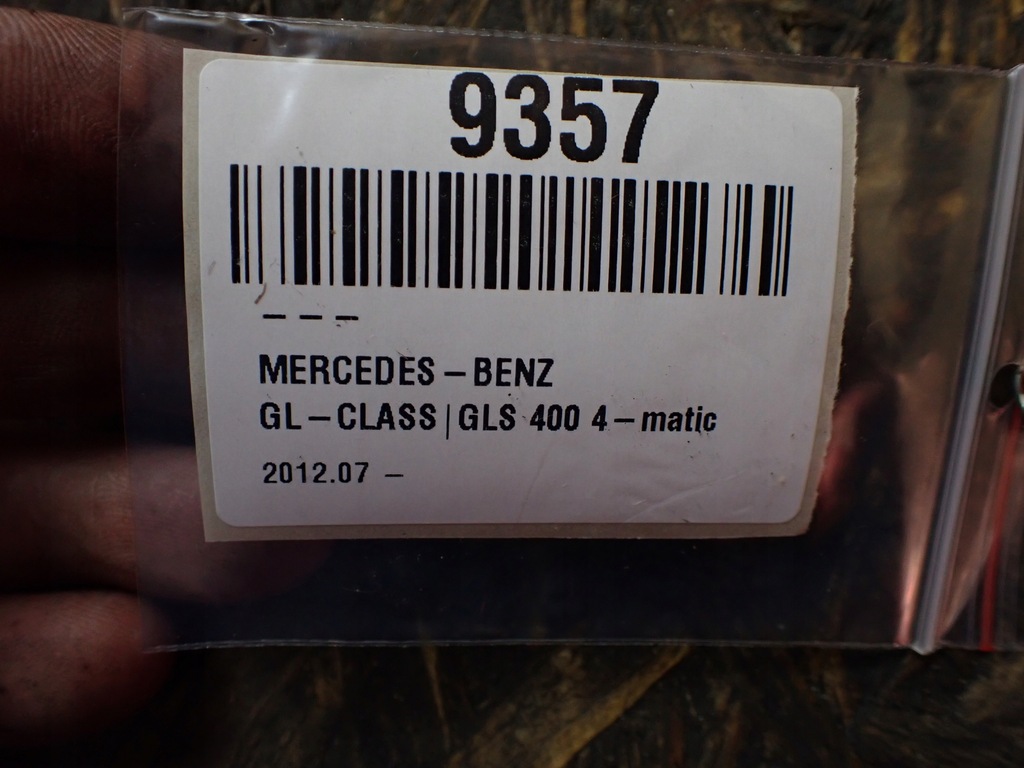 9357
– – –
MERCEDES – BENZ
GL – CLASS | GLS 400 4 – matic
2012.07 –